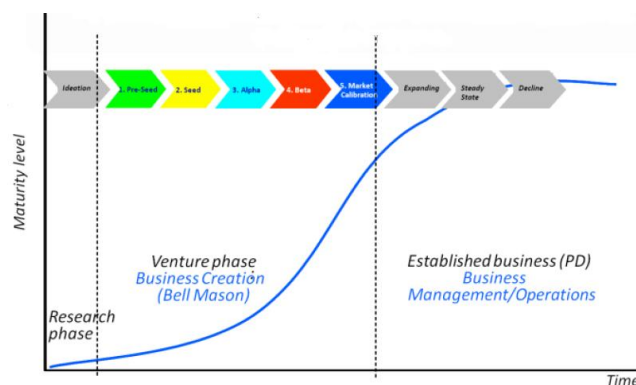 Ideation
1. Pre-Seed
2. Seed
3. Alpha
4. Beta
5. Market
Calibration
Expanding
Steady
State
Decline
Maturity level
Venture phase
Business Creation
(Bell Mason)
Established business (PD)
Business
Management/Operations
Research
phase
Time